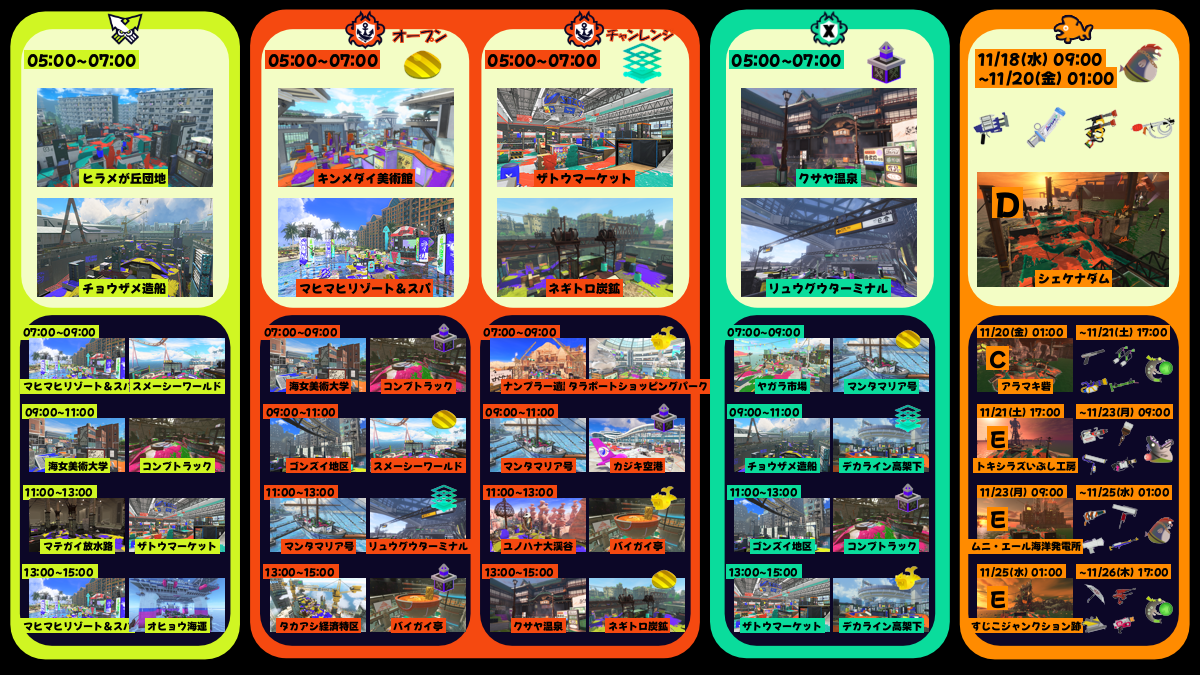 05:00~07:00
ヒラメが丘団地
チョウザメ造船
07:00~09:00
マヒマヒリゾート&スパ
スメーシーワールド
09:00~11:00
海女美術大学
コンブトラック
11:00~13:00
マテガイ放水路
ザトウマーケット
13:00~15:00
マヒマヒリゾート&スパ
オヒョウ海運
オープン
05:00~07:00
キンメダイ美術館
マヒマヒリゾート&スパ
07:00~09:00
海女美術大学
コンブトラック
09:00~11:00
ゴンズイ地区
スメーシーワールド
11:00~13:00
マンタマリア号
リュウグウターミナル
13:00~15:00
タカアシ経済特区
バイガイ亭
チャンレンジ
05:00~07:00
ザトウマーケット
ネギトロ炭鉱
07:00~09:00
ナンプラー遺
タラポートショッピングパーク
09:00~11:00
マンタマリア号
カジキ空港
11:00~13:00
ユノハナ大渓谷
バイガイ亭
13:00~15:00
クサヤ温泉
ネギトロ炭鉱
X
05:00~07:00
クサヤ温泉
リュウグウターミナル
07:00~09:00
ヤガラ市場
マンタマリア号
09:00~11:00
チョウザメ造船
デカライン高架下
11:00~13:00
ゴンズイ地区
コンブトラック
13:00~15:00
ザトウマーケット
デカライン高架下
11/18(水) 09:00
~11/20(金) 01:00
D
シェケナダム
11/20(金) 01:00
~11/21(土) 17:00
C
アラマキ砦
11/21(土) 17:00
~11/23(月) 09:00
E
トキシラズいぶし工房
11/23(月) 09:00
~11/25(水) 01:00
E
ムニ・エール海洋発電所
11/25(水) 01:00
~11/26(木) 17:00
E
すじこジャンクション跡